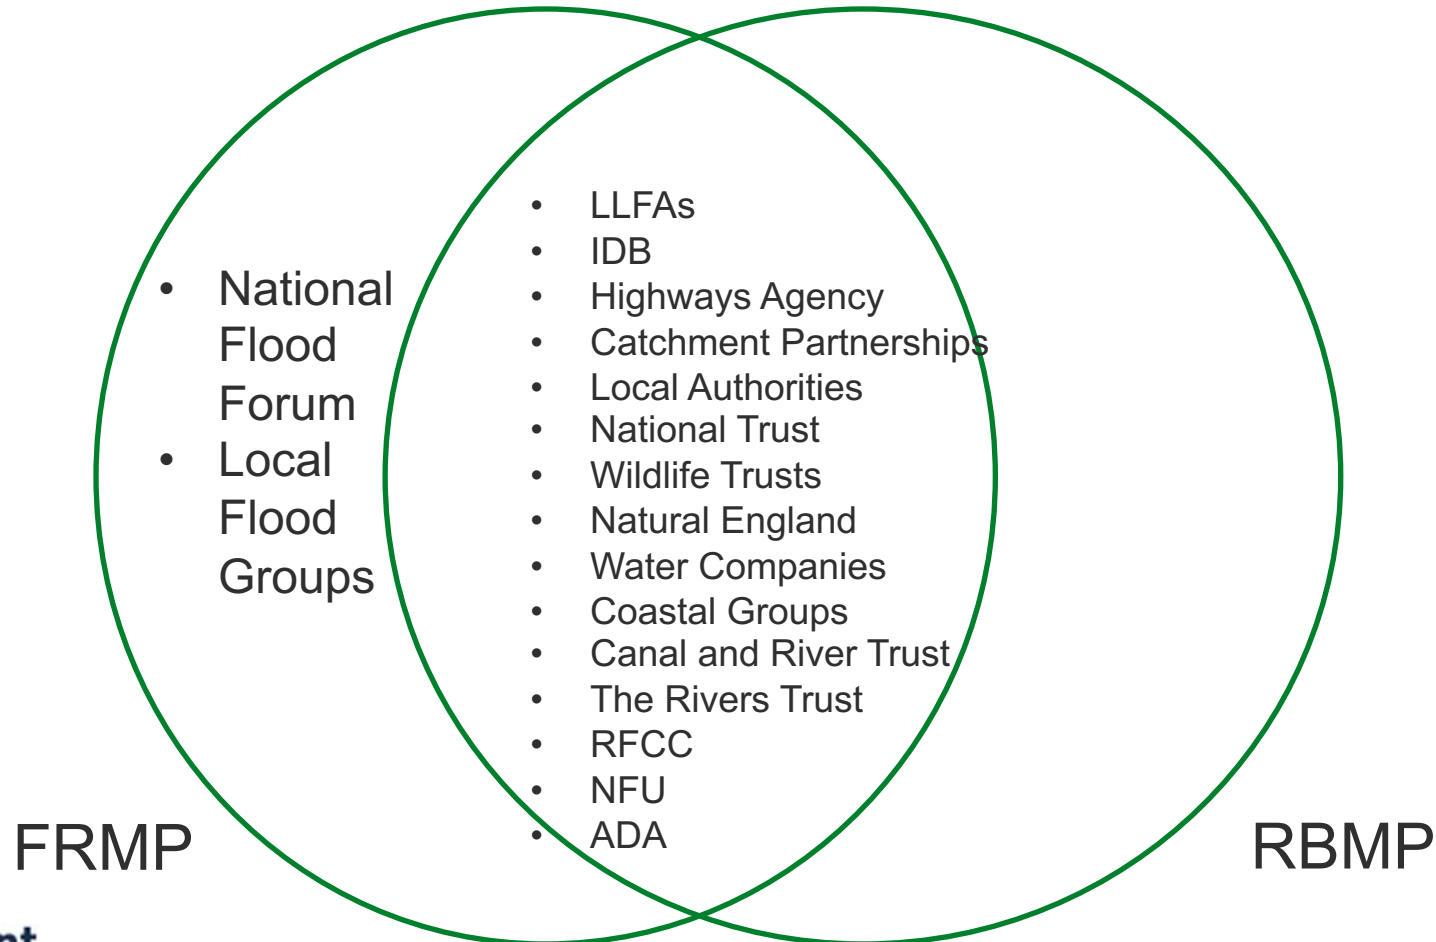 • National
Flood
Forum
• Local
Flood
Groups
• LLFAs
• IDB
• Highways Agency
• Catchment Partnerships
• Local Authorities
• National Trust
• Wildlife Trusts
• Natural England
• Water Companies
• Coastal Groups
• Canal and River Trust
• The Rivers Trust
• RFCC
• NFU
• ADA
FRMP
RBMP